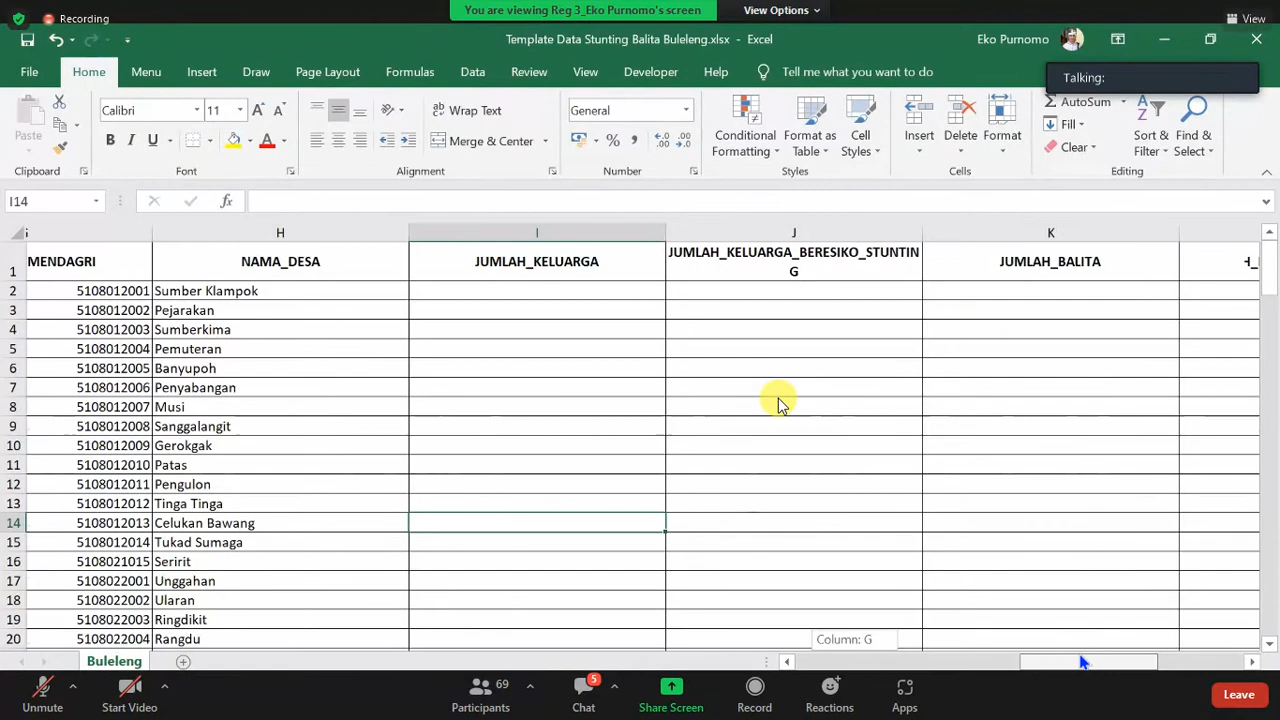 Recording
You are viewing Reg 3_Eko Purnomo's screen
View Options
View
Template Data Stunting Balita Buleleng.xlsx - Excel
Eko Purnomo
File Home Menu Insert Draw Page Layout Formulas Data Review View Developer Help Tell me what you want to do
Talking:
Paste
Calibri 11
Wrap Text
General
Conditional Formatting
Format as Table
Cell Styles
Insert Delete Format
AutoSum
Fill
Clear
Sort & Filter
Find & Select
B I U
Merge & Center
Clipboard Font Alignment Number Styles Cells Editing
I14 fx
H I J K
1 MENDAGRI NAMA_DESA JUMLAH_KELUARGA JUMLAH_KELUARGA_BERESIKO_STUNTIN
G JUMLAH_BALITA
2 5108012001 Sumber Klampok
3 5108012002 Pejarakan
4 5108012003 Sumberkima
5 5108012004 Pemuteran
6 5108012005 Banyupoh
7 5108012006 Penyabangan
8 5108012007 Musi
9 5108012008 Sanggalangit
10 5108012009 Gerokgak
11 5108012010 Patas
12 5108012011 Pengulon
13 5108012012 Tinga Tinga
14 5108012013 Celukan Bawang
15 5108012014 Tukad Sumaga
16 5108021015 Seririt
17 5108022001 Unggahan
18 5108022002 Ularan
19 5108022003 Ringdikit
20 5108022004 Rangdu
Column: G
Buleleng
69
5
Unmute Start Video Participants Chat Share Screen Record Reactions Apps Leave